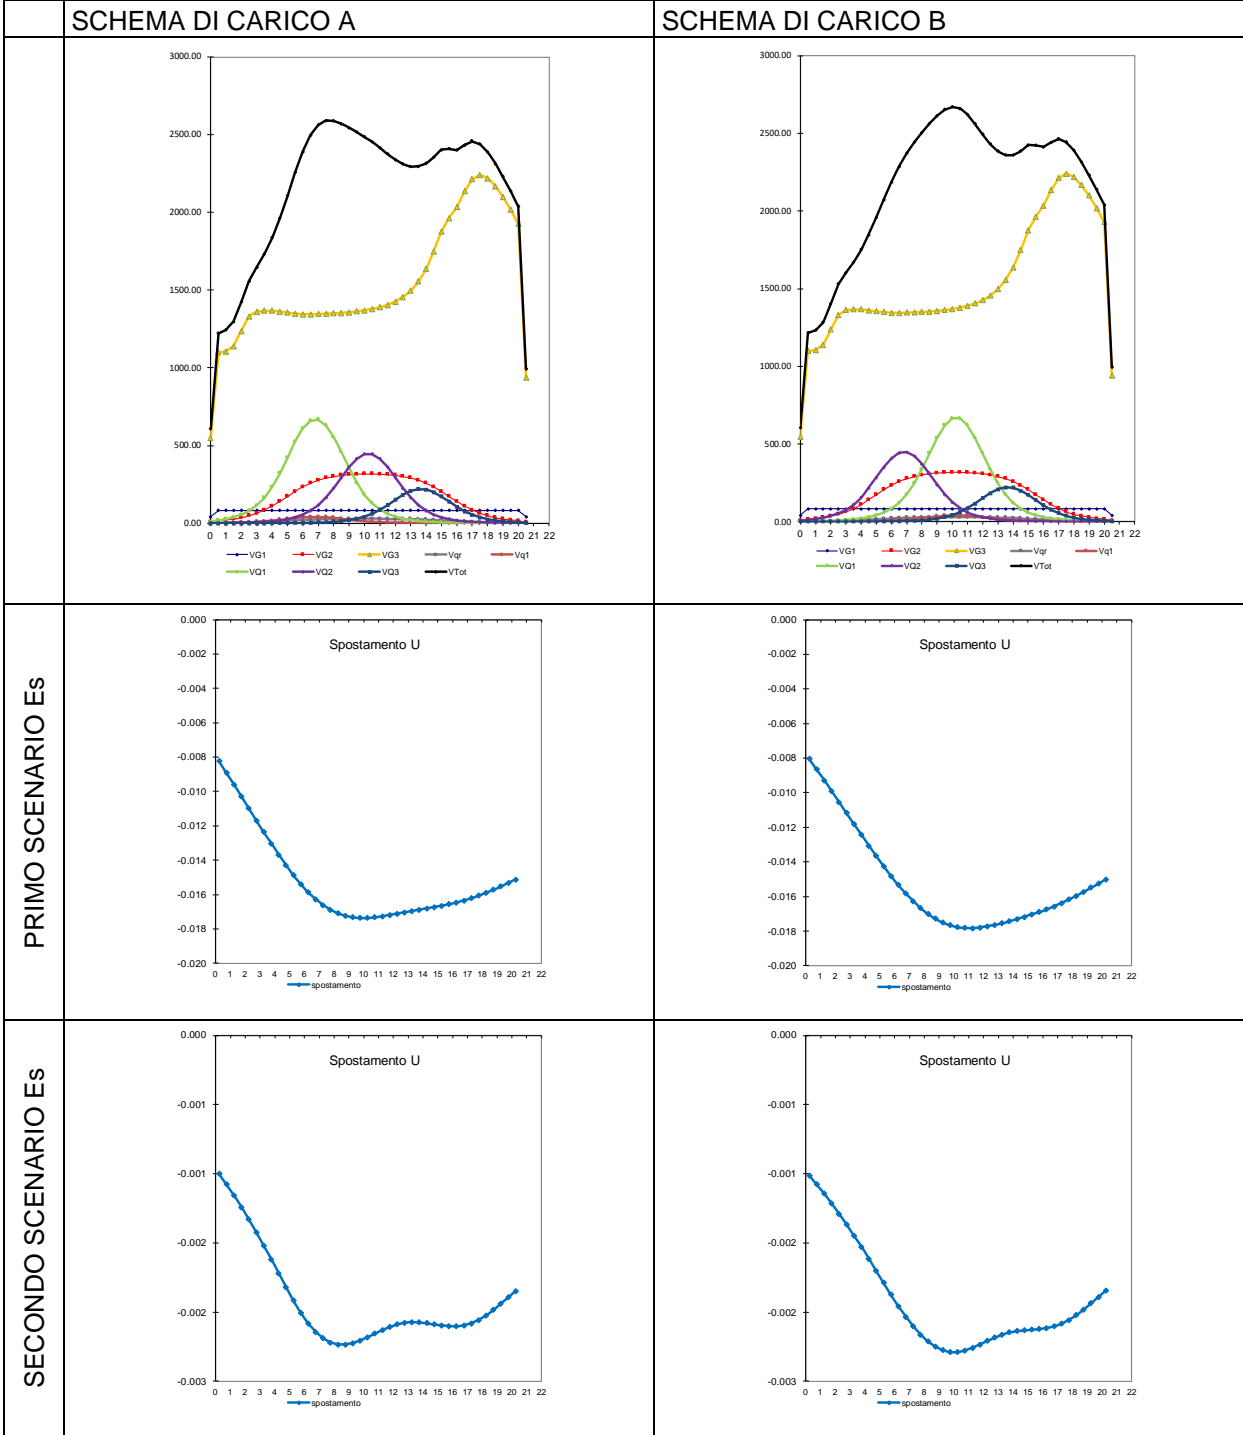 SCHEMA DI CARICO A
SCHEMA DI CARICO B
3000.00
2500.00
2000.00
1500.00
1000.00
500.00
0.00
0 1 2 3 4 5 6 7 8 9 10 11 12 13 14 15 16 17 18 19 20 21 22
VG1 VG2 VG3 Vqr Vq1
VQ1 VQ2 VQ3 VTot
3000.00
2500.00
2000.00
1500.00
1000.00
500.00
0.00
0 1 2 3 4 5 6 7 8 9 10 11 12 13 14 15 16 17 18 19 20 21 22
VG1 VG2 VG3 Vqr Vq1
VQ1 VQ2 VQ3 VTot
PRIMO SCENARIO Es
Spostamento U
0.000
-0.002
-0.004
-0.006
-0.008
-0.010
-0.012
-0.014
-0.016
-0.018
-0.020
0 1 2 3 4 5 6 7 8 9 10 11 12 13 14 15 16 17 18 19 20 21 22
spostamento
Spostamento U
0.000
-0.002
-0.004
-0.006
-0.008
-0.010
-0.012
-0.014
-0.016
-0.018
-0.020
0 1 2 3 4 5 6 7 8 9 10 11 12 13 14 15 16 17 18 19 20 21 22
spostamento
SECONDO SCENARIO Es
Spostamento U
0.000
-0.001
-0.001
-0.002
-0.002
-0.003
0 1 2 3 4 5 6 7 8 9 10 11 12 13 14 15 16 17 18 19 20 21 22
spostamento
Spostamento U
0.000
-0.001
-0.001
-0.002
-0.002
-0.003
0 1 2 3 4 5 6 7 8 9 10 11 12 13 14 15 16 17 18 19 20 21 22
spostamento